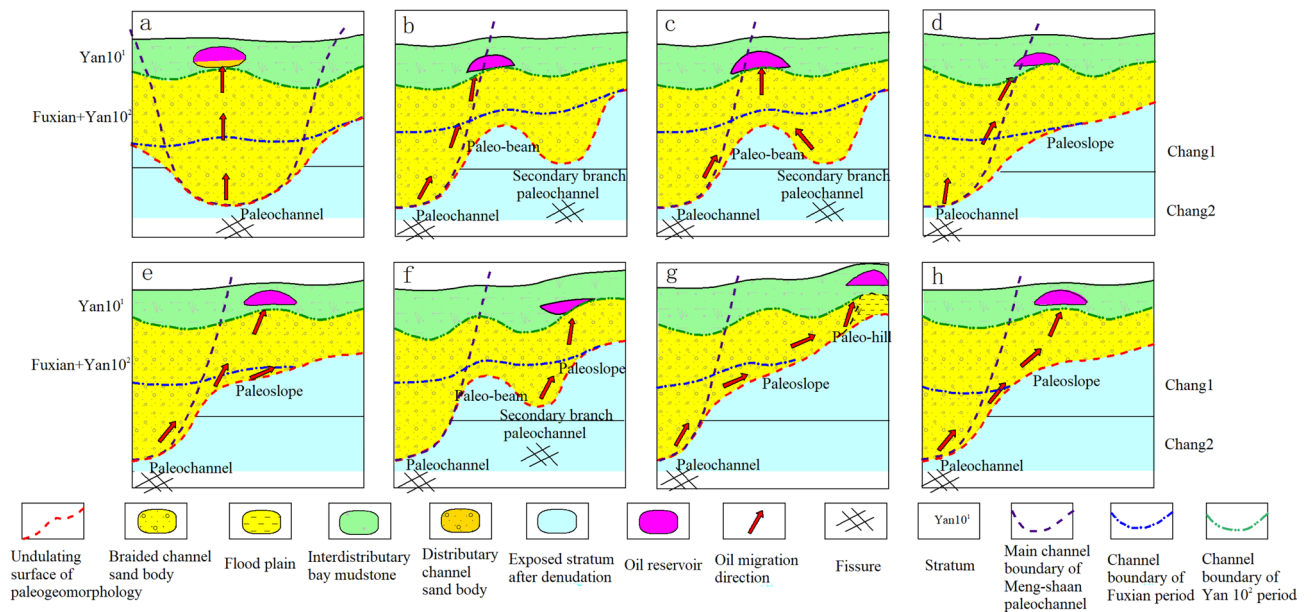 a
b
c
d
Yan10¹
Fuxian+Yan10²
Paleochannel
Paleo-beam
Secondary branch
paleochannel
Paleochannel
Paleo-beam
Secondary branch
paleochannel
Paleochannel
Paleoslope
Paleochannel
Chang1
Chang2
e
f
g
h
Yan10¹
Fuxian+Yan10²
Paleoslope
Paleochannel
Paleoslope
Paleo-beam
Secondary branch
paleochannel
Paleochannel
Paleo-hill
Paleoslope
Paleochannel
Paleoslope
Paleochannel
Chang1
Chang2
Yan10¹
Undulating
surface of
paleogeomorphology
Braided channel
sand body
Flood plain
Interdistributary
bay mudstone
Distributary
channel
sand body
Exposed stratum
after denudation
Oil reservoir
Oil migration
direction
Fissure
Stratum
Main channel
boundary of
Meng-shaan
paleochannel
Channel
boundary of
Fuxian period
Channel
boundary of
Yan 10² period